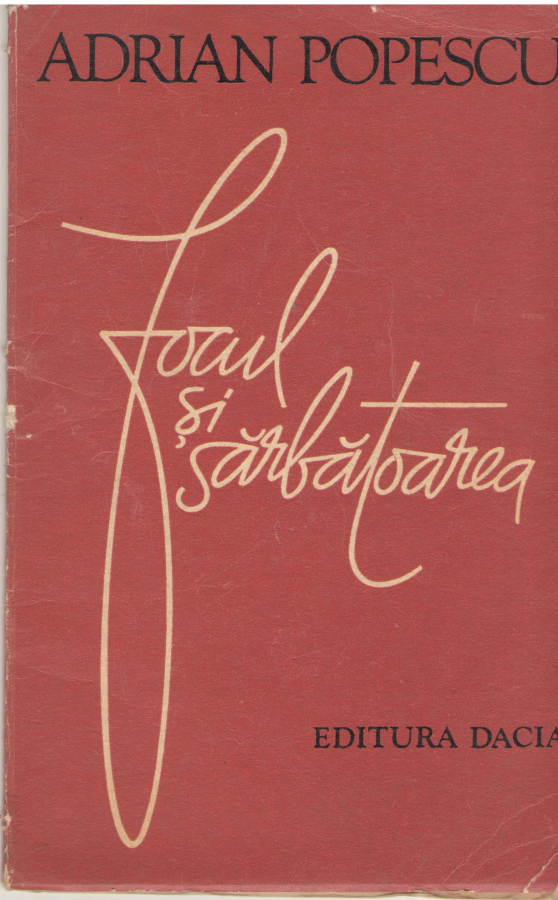 ADRIAN POPESCU
focul
și
sărbătoarea
EDITURA DACIA